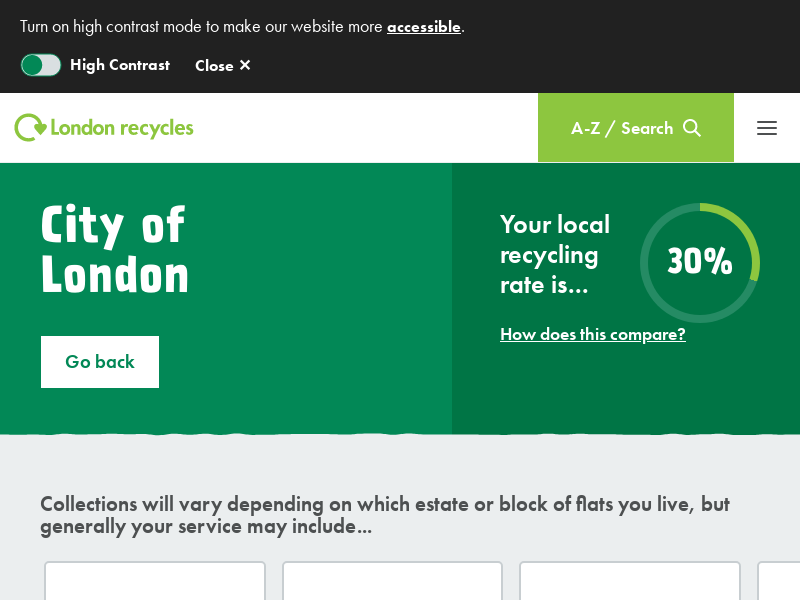 Turn on high contrast mode to make our website more accessible.
High Contrast
Close ✕
London recycles
A-Z / Search
City of
London
Go back
Your local
recycling
rate is...
30%
How does this compare?
Collections will vary depending on which estate or block of flats you live, but
generally your service may include...